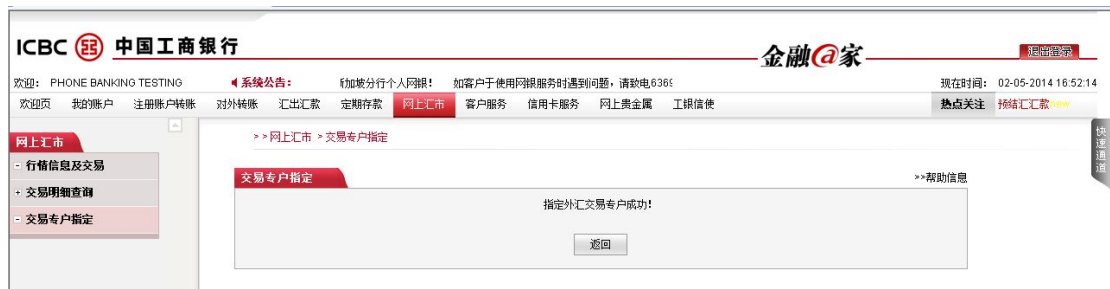 ICBC 中国工商银行
金融@家
退出登录
欢迎: PHONE BANKING TESTING 系统公告: 加坡分行个人网银! 如客户于使用网银服务时遇到问题,请致电,636 现在时间: 02-05-2014 16:52:14
欢迎页 我的账户 注册账户转账 对外转账 汇出汇款 定期存款 网上汇市 客户服务 信用卡服务 网上贵金属 工银信使 热点关注 预结汇汇款new
快速通道
>>网上汇市 >交易专户指定
网上汇市
- 行情信息及交易
+ 交易明细查询
- 交易专户指定
交易专户指定 >>帮助信息
指定外汇交易专户成功!
返回